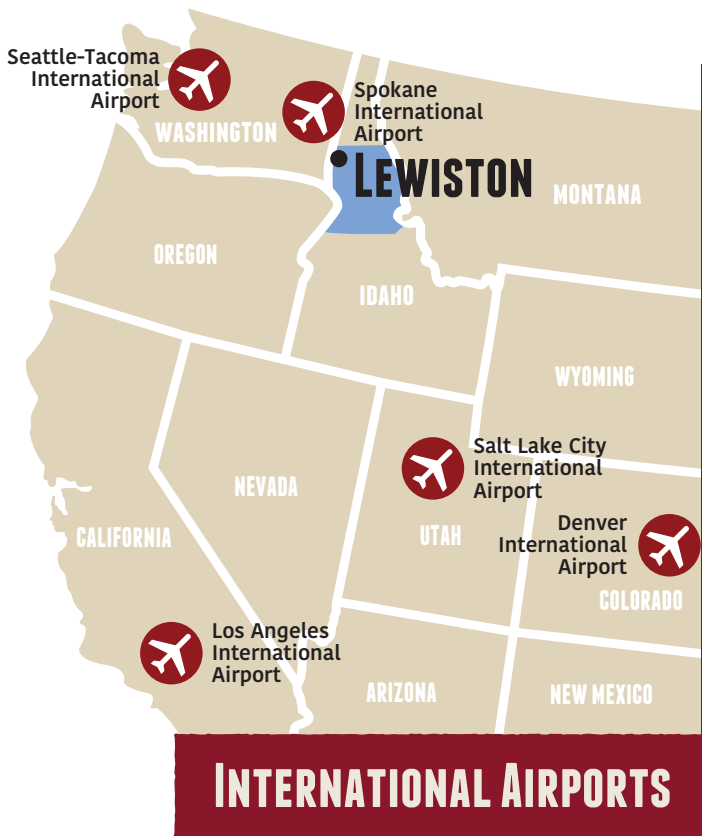 Seattle-Tacoma
International
Airport
Spokane
International
Airport
WASHINGTON
LEWISTON
MONTANA
OREGON
IDAHO
WYOMING
Salt Lake City
International
Airport
NEVADA
UTAH
CALIFORNIA
Denver
International
Airport
COLORADO
Los Angeles
International
Airport
ARIZONA
NEW MEXICO
INTERNATIONAL AIRPORTS